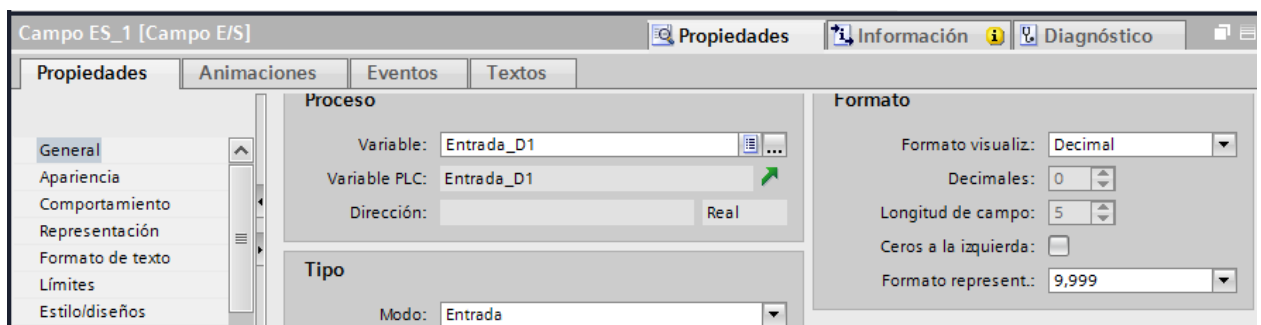 Campo ES_1 [Campo E/S]
Propiedades
Información
Diagnóstico
Propiedades
Animaciones
Eventos
Textos
General
Apariencia
Comportamiento
Representación
Formato de texto
Límites
Estilo/diseños
Proceso
Variable: Entrada_D1
...
Variable PLC: Entrada_D1
Dirección: Real
Tipo
Modo: Entrada
Formato
Formato visualiz.: Decimal
Decimales: 0
Longitud de campo: 5
Ceros a la izquierda:
Formato represent.: 9,999